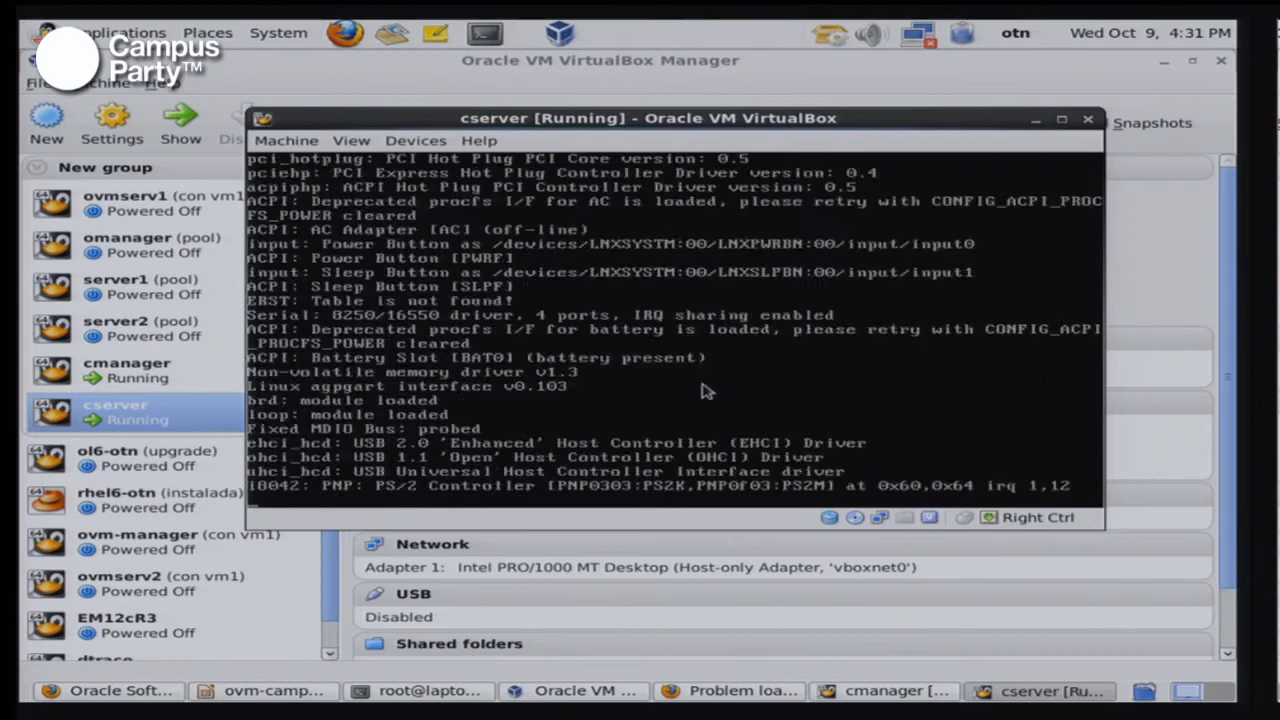 Campus
Party™
Applications Places System
otn
Wed Oct 9, 4:31 PM
Oracle VM VirtualBox Manager
File Machine Help
New
Settings
Show
Snapshots
New group
ovmserv1 (con vm1)
Powered Off
omanager (pool)
Powered Off
server1 (pool)
Powered Off
server2 (pool)
Powered Off
cmanager
Running
cserver
Running
ol6-otn (upgrade)
Powered Off
rhel6-otn (instalada)
Powered Off
ovm-manager (con vm1)
Powered Off
ovmserv2 (con vm1)
Powered Off
EM12cR3
Powered Off
dtrace
cserver [Running] - Oracle VM VirtualBox
Machine View Devices Help
pci_hotplug: PCI Hot Plug PCI Core version: 0.5
pciehp: PCI Express Hot Plug Controller Driver version: 0.4
acpiphp: ACPI Hot Plug PCI Controller Driver version: 0.5
ACPI: Deprecated procfs I/F for AC is loaded, please retry with CONFIG_ACPI_PROC
FS_POWER cleared
ACPI: AC Adapter [AC] (off-line)
input: Power Button as /devices/LNXSYSTM:00/LNXPWRBN:00/input/input0
ACPI: Power Button [PWRF]
input: Sleep Button as /devices/LNXSYSTM:00/LNXSLPBN:00/input/input1
ACPI: Sleep Button [SLPF]
ERST: Table is not found!
Serial: 8250/16550 driver, 4 ports, IRQ sharing enabled
ACPI: Deprecated procfs I/F for battery is loaded, please retry with CONFIG_ACPI
_PROCFS_POWER cleared
ACPI: Battery Slot [BAT0] (battery present)
Non-volatile memory driver v1.3
Linux agpgart interface v0.103
brd: module loaded
loop: module loaded
Fixed MDIO Bus: probed
ehci_hcd: USB 2.0 'Enhanced' Host Controller (EHCI) Driver
ohci_hcd: USB 1.1 'Open' Host Controller (OHCI) Driver
uhci_hcd: USB Universal Host Controller Interface driver
i8042: PNP: PS/2 Controller [PNP0303:PS2K,PNP0F03:PS2M] at 0x60,0x64 irq 1,12
Right Ctrl
Network
Adapter 1: Intel PRO/1000 MT Desktop (Host-only Adapter, 'vboxnet0')
USB
Disabled
Shared folders
Oracle Soft...
ovm-camp...
root@lapto...
Oracle VM ...
Problem loa...
cmanager [...
cserver [Ru...